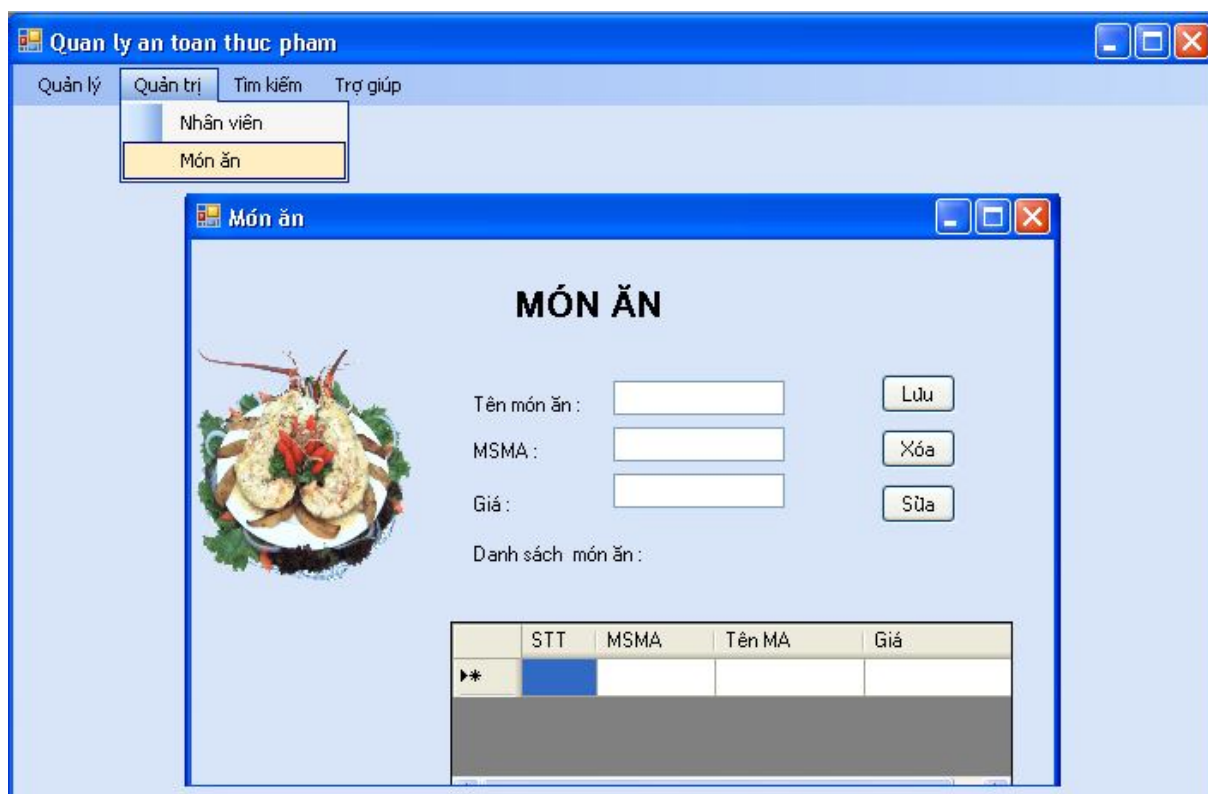 Quan ly an toan thuc pham
Quản lý Quản trị Tìm kiếm Trợ giúp
Nhân viên
Món ăn
Món ăn
MÓN ĂN
Tên món ăn :
Lưu
MSMA :
Xóa
Giá :
Sửa
Danh sách món ăn :
STT MSMA Tên MA Giá